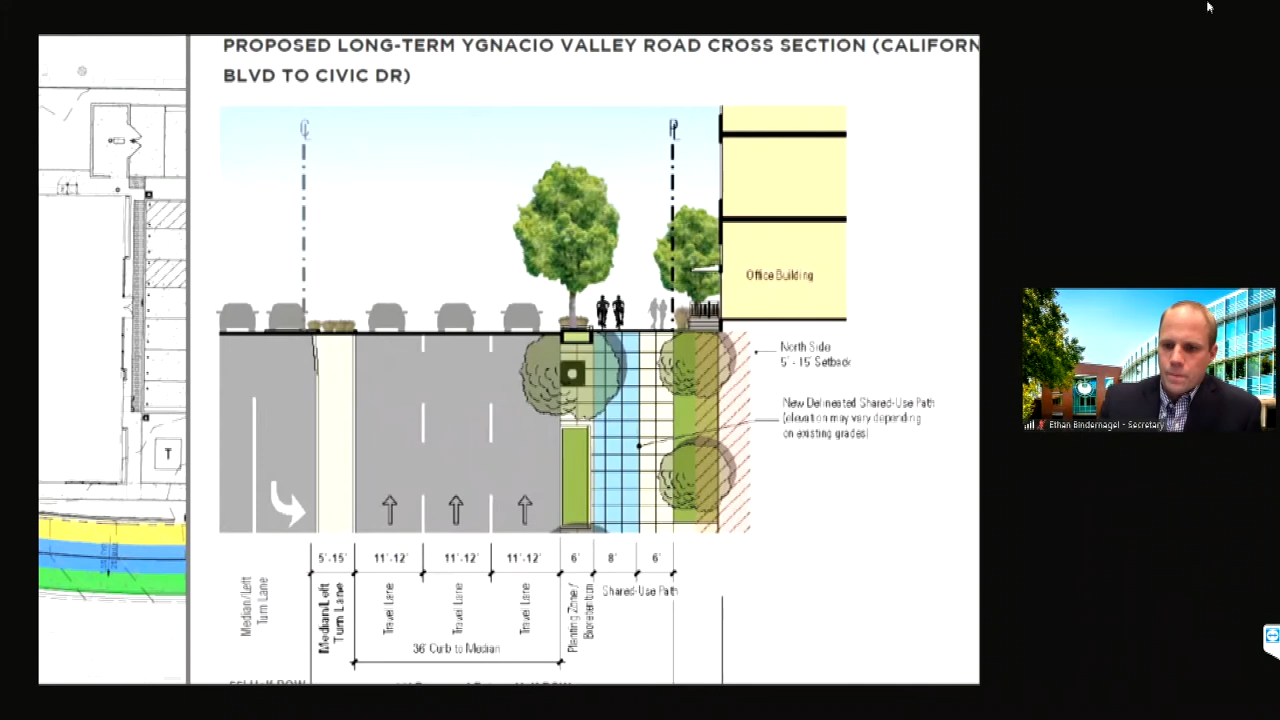 PROPOSED LONG-TERM YGNACIO VALLEY ROAD CROSS SECTION (CALIFORN
BLVD TO CIVIC DR)
Office Building
North Side
5' - 15' Setback
New Delineated Shared-Use Path
(elevation may vary depending
on existing grades)
Ethan Bindernagel - Secretary
T
5'-15'
11'-12'
11'-12'
11'-12'
6'
8'
6'
Median/Left
Turn Lane
Median/Left
Turn Lane
Travel Lane
Travel Lane
Travel Lane
Planting Zone /
Bioretention
Shared-Use Path
36' Curb to Median